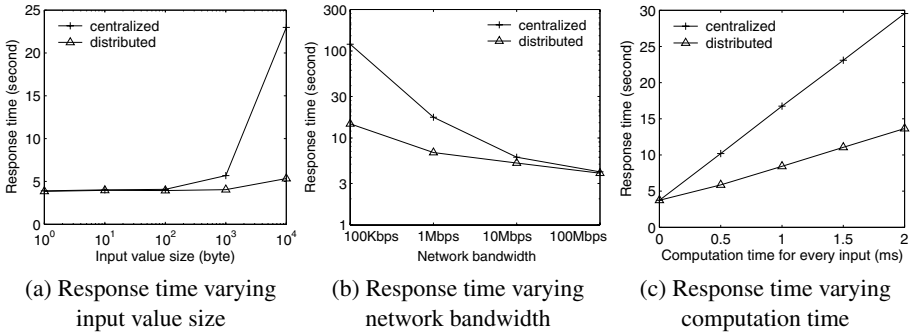 25
20
15
10
5
0
Response time (second)
centralized
distributed
10^0 10^1 10^2 10^3 10^4
Input value size (byte)
(a) Response time varying
input value size
300
100
30
10
3
1
Response time (second)
centralized
distributed
100Kbps 1Mbps 10Mbps 100Mbps
Network bandwidth
(b) Response time varying
network bandwidth
30
25
20
15
10
5
0
Response time (second)
centralized
distributed
0 0.5 1 1.5 2
Computation time for every input (ms)
(c) Response time varying
computation time